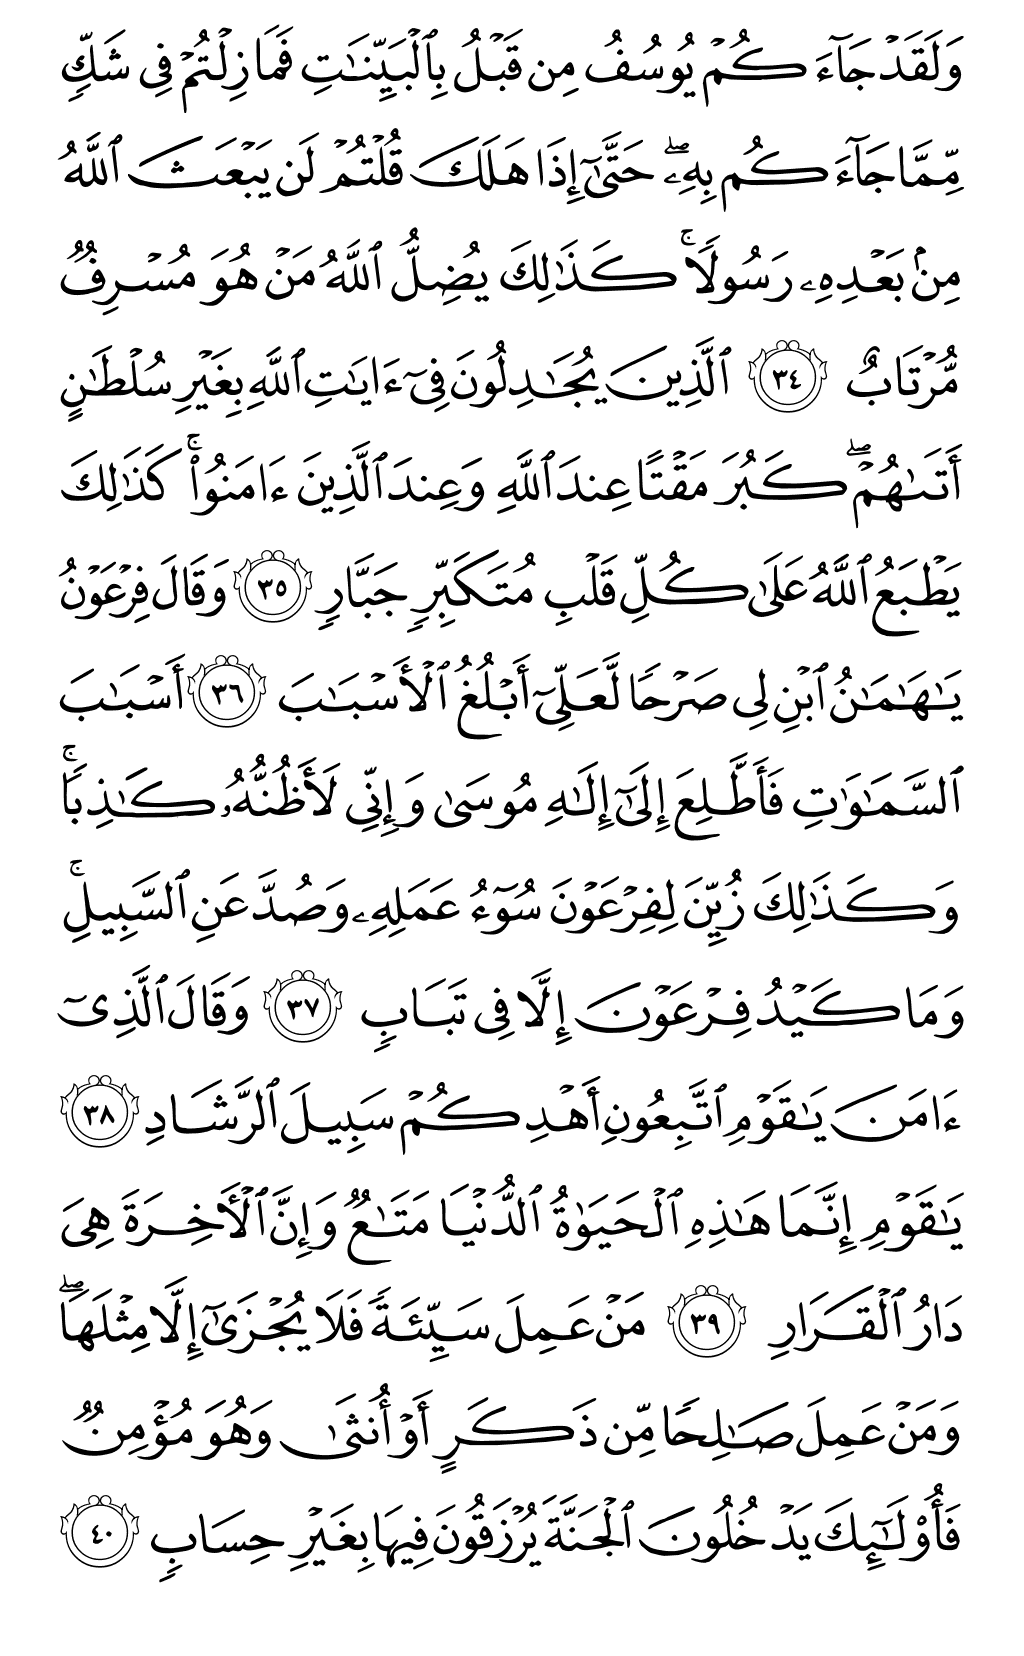 وَلَقَدۡ جَآءَكُمۡ يُوسُفُ مِن قَبۡلُ بِٱلۡبَيِّنَٰتِ فَمَا زِلۡتُمۡ فِي شَكّٖ
مِّمَّا جَآءَكُم بِهِۦۖ حَتَّىٰٓ إِذَا هَلَكَ قُلۡتُمۡ لَن يَبۡعَثَ ٱللَّهُ
مِنۢ بَعۡدِهِۦ رَسُولٗاۚ كَذَٰلِكَ يُضِلُّ ٱللَّهُ مَنۡ هُوَ مُسۡرِفٞ
مُّرۡتَابٌ ٣٤ ٱلَّذِينَ يُجَٰدِلُونَ فِيٓ ءَايَٰتِ ٱللَّهِ بِغَيۡرِ سُلۡطَٰنٍ
أَتَىٰهُمۡۖ كَبُرَ مَقۡتًا عِندَ ٱللَّهِ وَعِندَ ٱلَّذِينَ ءَامَنُواْۚ كَذَٰلِكَ
يَطۡبَعُ ٱللَّهُ عَلَىٰ كُلِّ قَلۡبِ مُتَكَبِّرٖ جَبَّارٖ ٣٥ وَقَالَ فِرۡعَوۡنُ
يَٰهَٰمَٰنُ ٱبۡنِ لِي صَرۡحٗا لَّعَلِّيٓ أَبۡلُغُ ٱلۡأَسۡبَٰبَ ٣٦ أَسۡبَٰبَ
ٱلسَّمَٰوَٰتِ فَأَطَّلِعَ إِلَىٰٓ إِلَٰهِ مُوسَىٰ وَإِنِّي لَأَظُنُّهُۥ كَٰذِبٗاۚ
وَكَذَٰلِكَ زُيِّنَ لِفِرۡعَوۡنَ سُوٓءُ عَمَلِهِۦ وَصُدَّ عَنِ ٱلسَّبِيلِۚ
وَمَا كَيۡدُ فِرۡعَوۡنَ إِلَّا فِي تَبَابٖ ٣٧ وَقَالَ ٱلَّذِيٓ
ءَامَنَ يَٰقَوۡمِ ٱتَّبِعُونِ أَهۡدِكُمۡ سَبِيلَ ٱلرَّشَادِ ٣٨
يَٰقَوۡمِ إِنَّمَا هَٰذِهِ ٱلۡحَيَوٰةُ ٱلدُّنۡيَا مَتَٰعٞ وَإِنَّ ٱلۡأٓخِرَةَ هِيَ
دَارُ ٱلۡقَرَارِ ٣٩ مَنۡ عَمِلَ سَيِّئَةٗ فَلَا يُجۡزَىٰٓ إِلَّا مِثۡلَهَاۖ
وَمَنۡ عَمِلَ صَٰلِحٗا مِّن ذَكَرٍ أَوۡ أُنثَىٰ وَهُوَ مُؤۡمِنٞ
فَأُوْلَٰٓئِكَ يَدۡخُلُونَ ٱلۡجَنَّةَ يُرۡزَقُونَ فِيهَا بِغَيۡرِ حِسَابٖ ٤٠